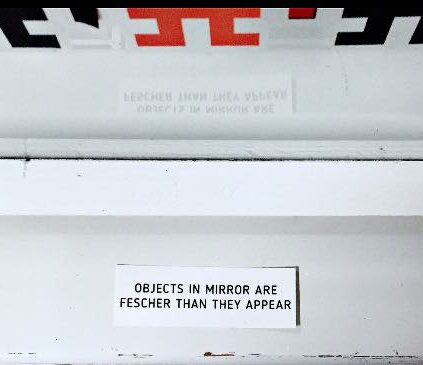 OBJECTS IN MIRROR ARE
FESCHER THAN THEY APPEAR